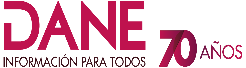 DANE
INFORMACIÓN PARA TODOS
70 AÑOS